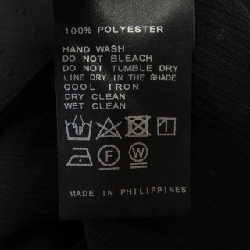 100% POLYESTER
HAND WASH
DO NOT BLEACH
DO NOT TUMBLE DRY
LINE DRY IN THE SHADE
COOL IRON
DRY CLEAN
WET CLEAN
F W
MADE IN PHILIPPINES